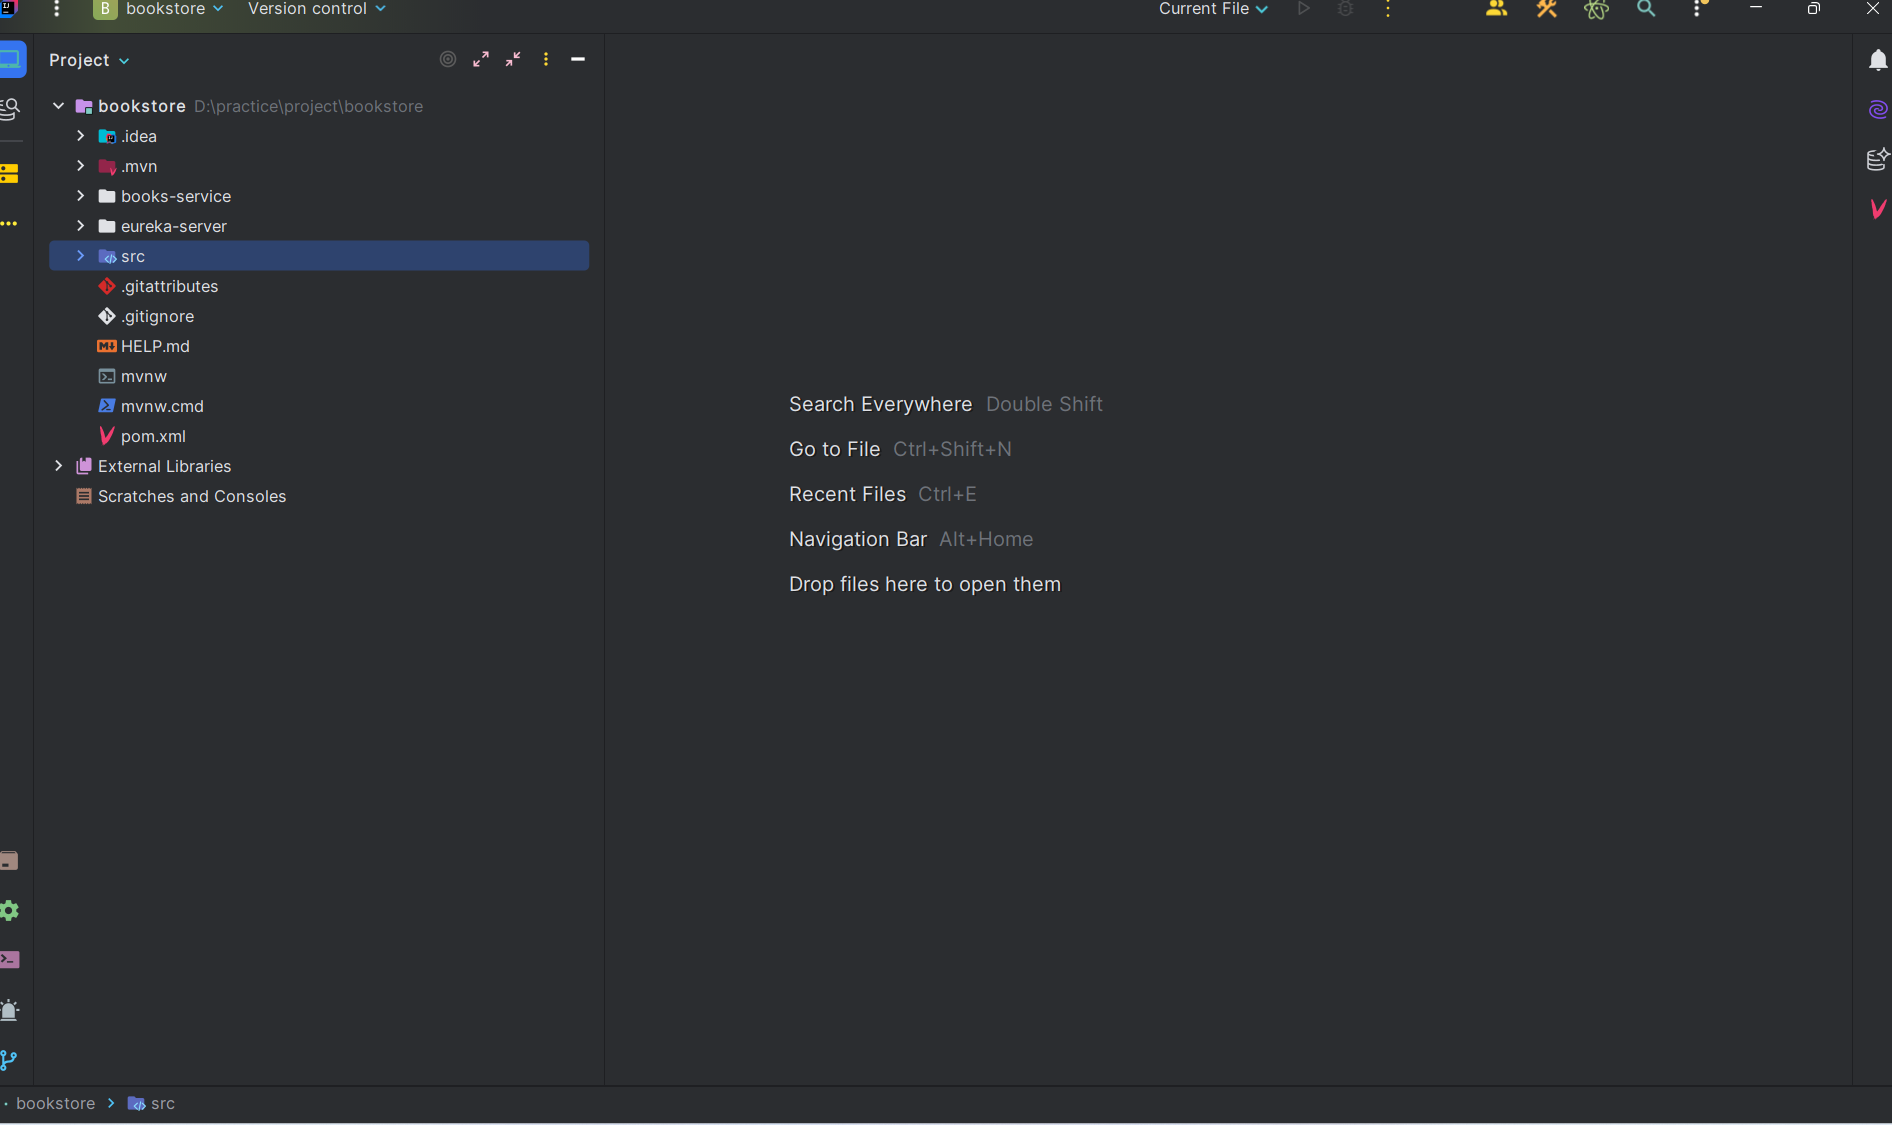 B bookstore Version control Current File
Project
bookstore D:\practice\project\bookstore
.idea
.mvn
books-service
eureka-server
src
.gitattributes
.gitignore
HELP.md
mvnw
mvnw.cmd
pom.xml
External Libraries
Scratches and Consoles
Search Everywhere Double Shift
Go to File Ctrl+Shift+N
Recent Files Ctrl+E
Navigation Bar Alt+Home
Drop files here to open them
bookstore > src